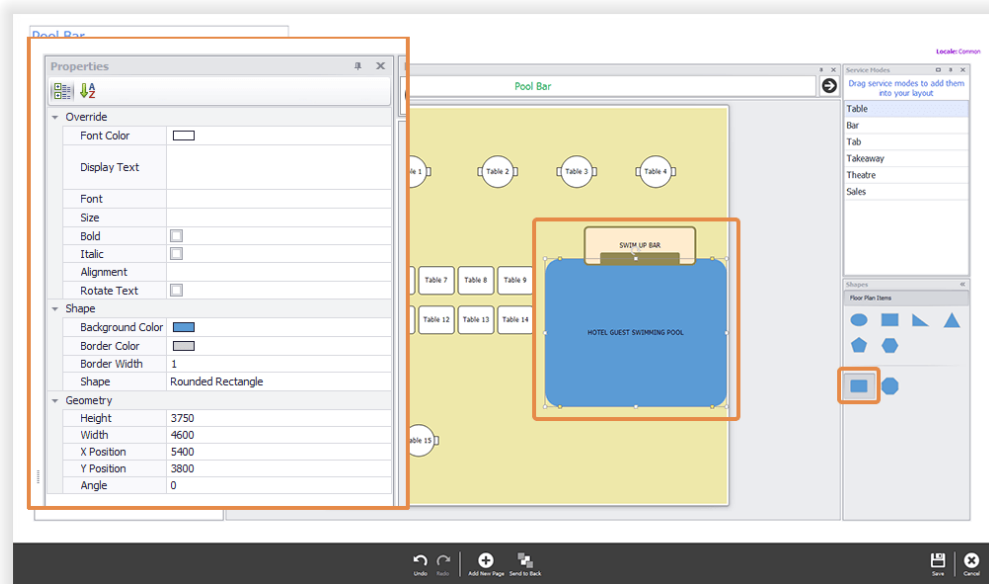 Pool Bar
Locale: Common
Properties
Override
Font Color
Display Text
Font
Size
Bold
Italic
Alignment
Rotate Text
Shape
Background Color
Border Color
Border Width 1
Shape Rounded Rectangle
Geometry
Height 3750
Width 4600
X Position 5400
Y Position 3800
Angle 0
Pool Bar
Table 2
Table 3
Table 4
SWIM UP BAR
Table 7
Table 8
Table 9
Table 12
Table 13
Table 14
HOTEL GUEST SWIMMING POOL
Service Modes
Drag service modes to add them
into your layout
Table
Bar
Tab
Takeaway
Theatre
Sales
Shapes
Floor Plan Items
Undo
Redo
Add New Page
Send to Back
Save
Cancel